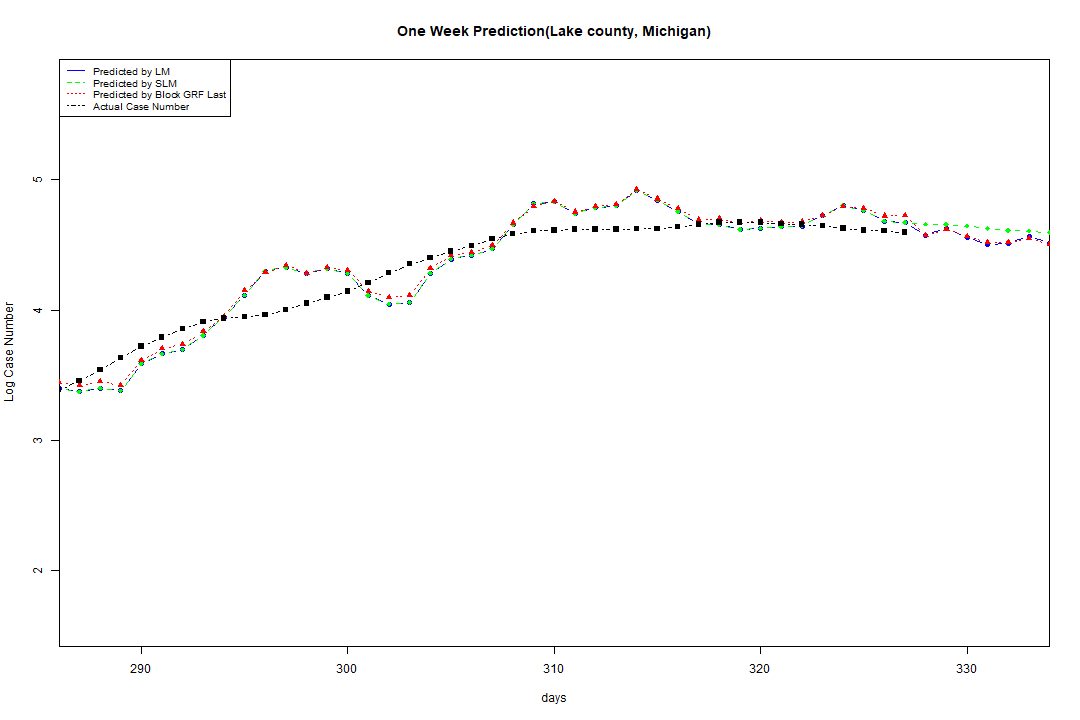 One Week Prediction(Lake county, Michigan)
Predicted by LM
Predicted by SLM
Predicted by Block GRF Last
Actual Case Number
Log Case Number
5
4
3
2
290 300 310 320 330
days